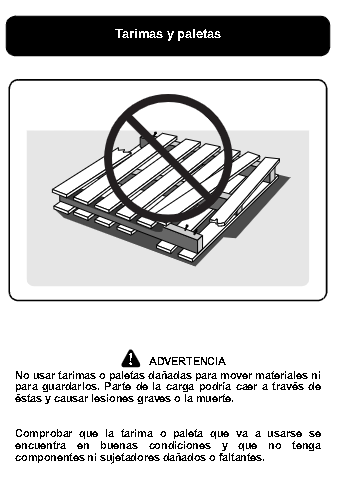 Tarimas y paletas
ADVERTENCIA
No usar tarimas o paletas dañadas para mover materiales ni
para guardarlos. Parte de la carga podría caer a través de
éstas y causar lesiones graves o la muerte.
Comprobar que la tarima o paleta que va a usarse se
encuentra en buenas condiciones y que no tenga
componentes ni sujetadores dañados o faltantes.